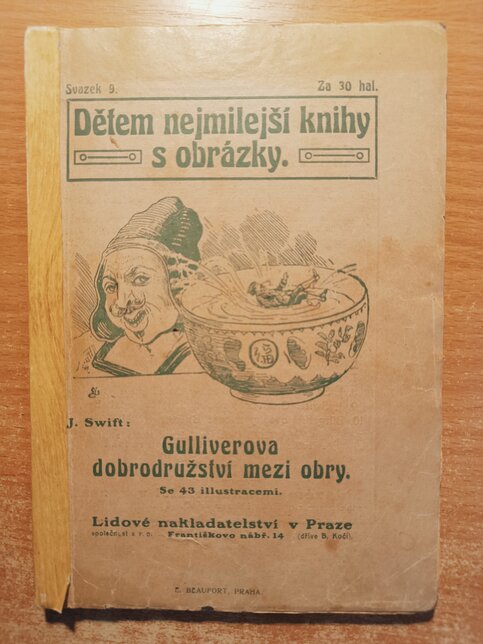 Svazek 9. Za 30 hal.
Dětem nejmilejší knihy
s obrázky.
J. Swift:
Gulliverova
dobrodružství mezi obry.
Se 43 illustracemi.
Lidové nakladatelství v Praze
společnost s r. o. Františkovo nábř. 14 (dříve B. Kočí).
E. BEAUFORT, PRAHA.